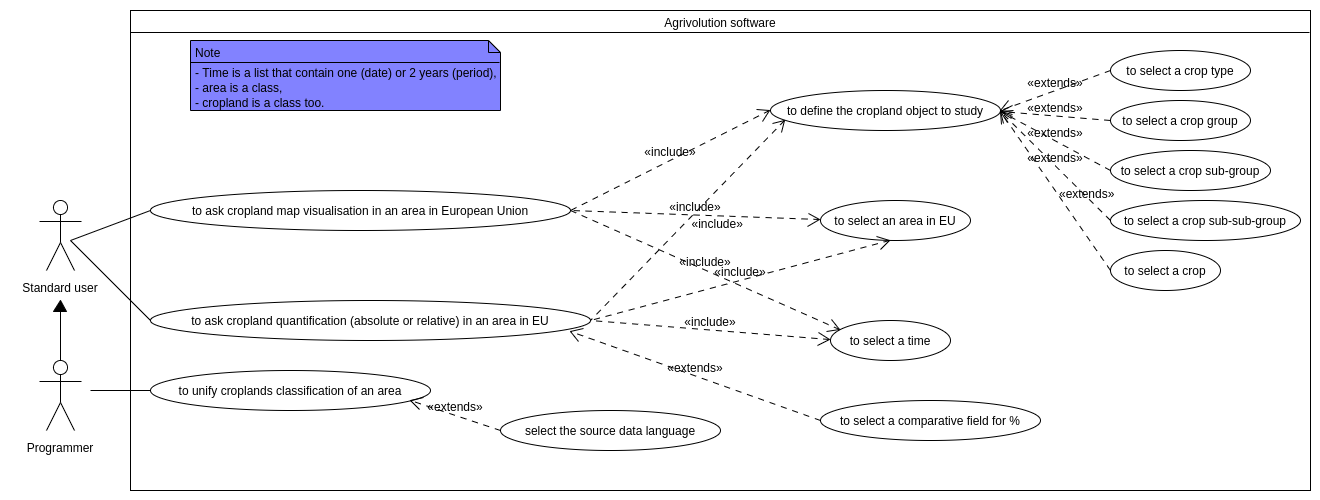 Agrivolution software
Note
- Time is a list that contain one (date) or 2 years (period),
- area is a class,
- cropland is a class too.
to select a crop type
«extends»
to define the cropland object to study
«extends»
to select a crop group
«extends»
«include»
«extends»
to select a crop sub-group
«extends»
to ask cropland map visualisation in an area in European Union
«include»
«include»
to select an area in EU
to select a crop sub-sub-group
«include»
«include»
to select a crop
Standard user
to ask cropland quantification (absolute or relative) in an area in EU
«include»
to select a time
«extends»
to unify croplands classification of an area
«extends»
to select a comparative field for %
select the source data language
Programmer